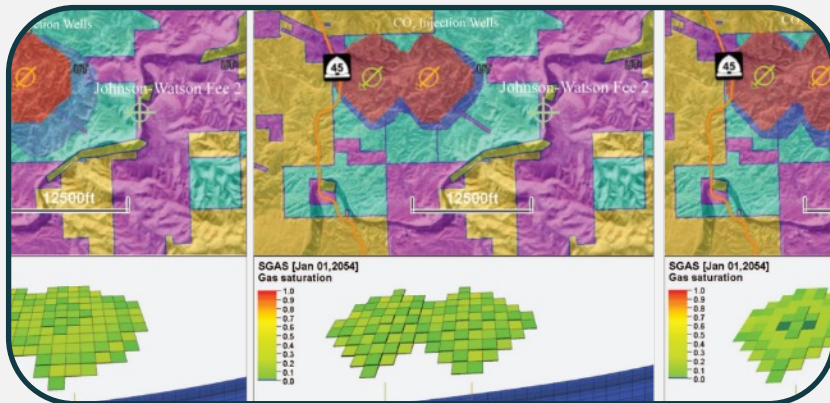 ction Wells
Johnson-Watson Fee 2
12500ft
CO₂ Injection Wells
45
Johnson-Watson Fee 2
12500ft
SGAS [Jan 01,2054]
Gas saturation
1.0
0.9
0.8
0.7
0.6
0.5
0.4
0.3
0.2
0.1
0.0
45
SGAS [Jan 01,2054]
Gas saturation
1.0
0.9
0.8
0.7
0.6
0.5
0.4
0.3
0.2
0.1
0.0